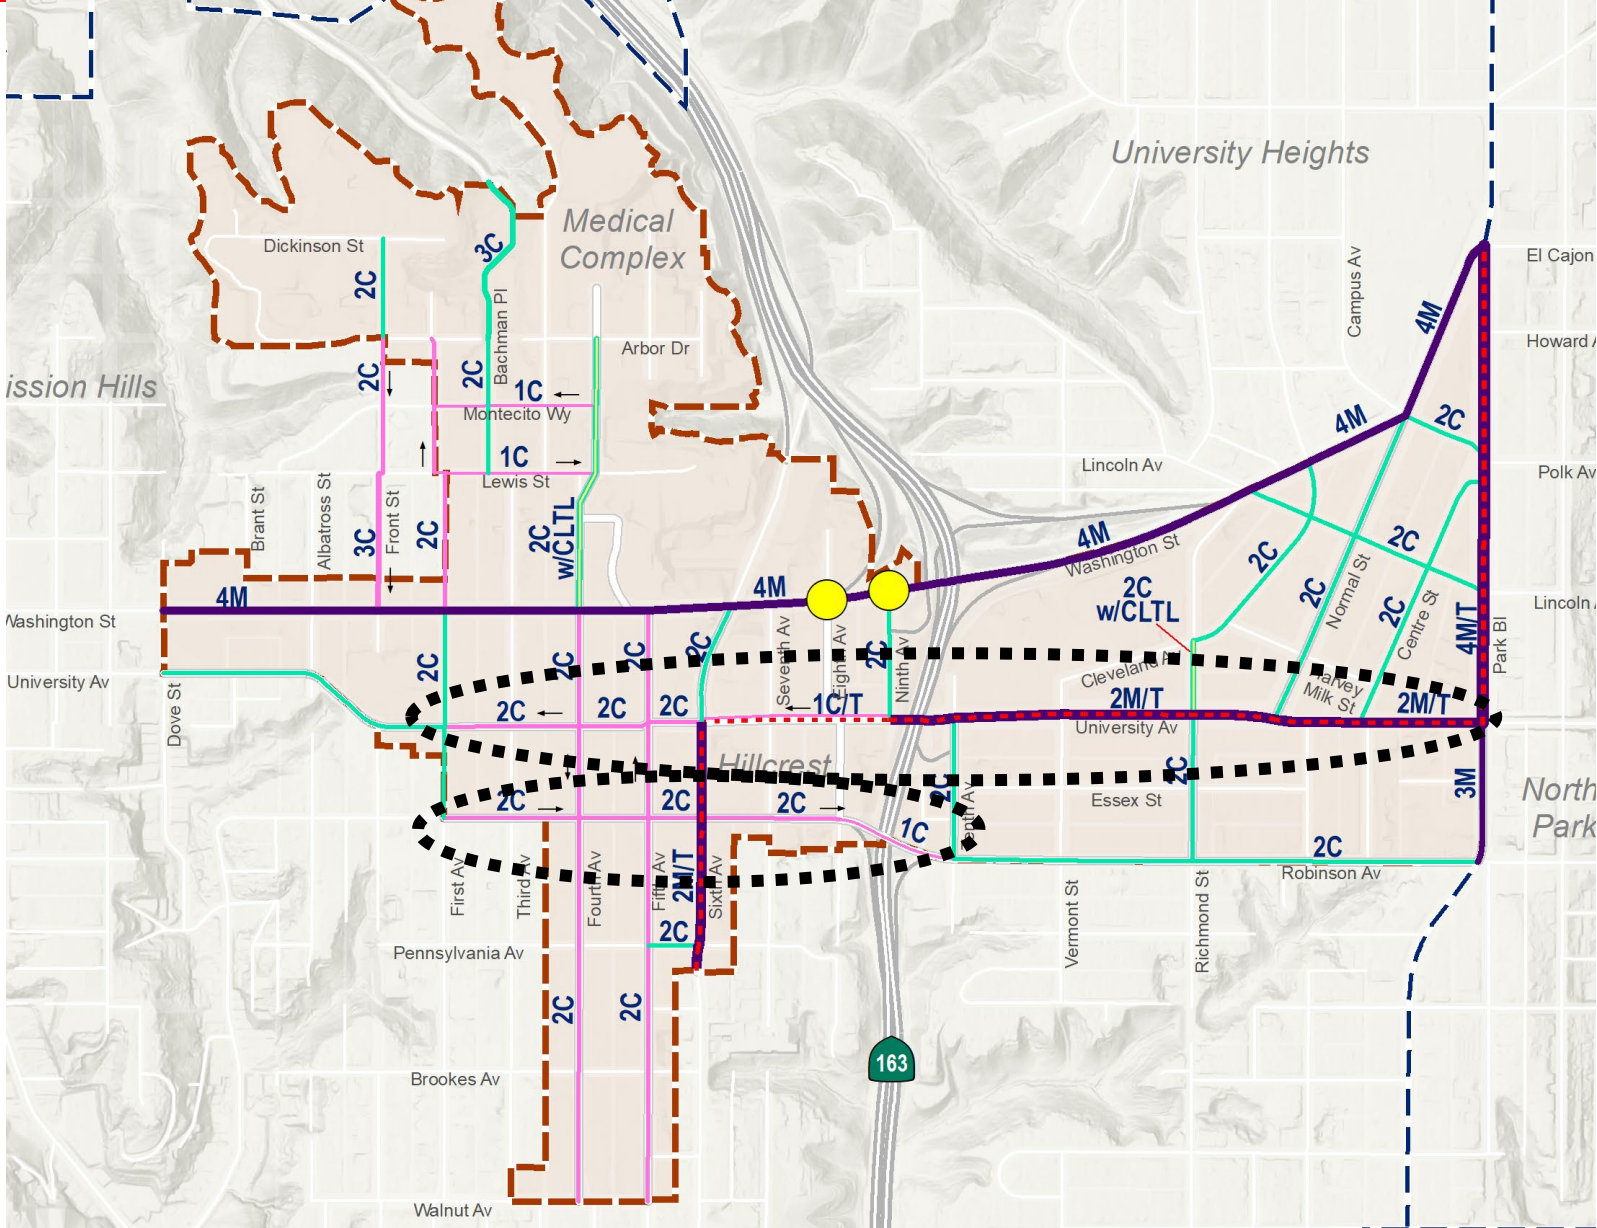 University Heights
Medical
Complex
Dickinson St
3C
2C
Campus Av
El Cajon
4M
Bachman Pl
Howard A
Arbor Dr
ission Hills
2C
2C
1C
Montecito Wy
4M
2C
1C
Lewis St
Lincoln Av
Polk Av
Brant St
Albatross St
Front St
3C
2C
2C
w/CLTL
4M
Washington St
2C
2C
2C
Normal St
2C
Centre St
4M
4M
2C
w/CLTL
Lincoln
Washington St
4M/T
Park Bl
University Av
Dove St
2C
2C
2C
2C
Seventh Av
Eighth Av
2C
Ninth Av
Cleveland Av
Harvey
Milk St
2C
2C
2C
1C/T
2M/T
2M/T
University Av
Hillcrest
2C
2C
3M
2C
2C
2C
1C
Essex St
North
Park
2C
Robinson Av
First Av
Third Av
Fourth Av
Fifth Av
2M/T
Sixth Av
Vermont St
Richmond St
2C
Pennsylvania Av
2C
2C
163
Brookes Av
Walnut Av